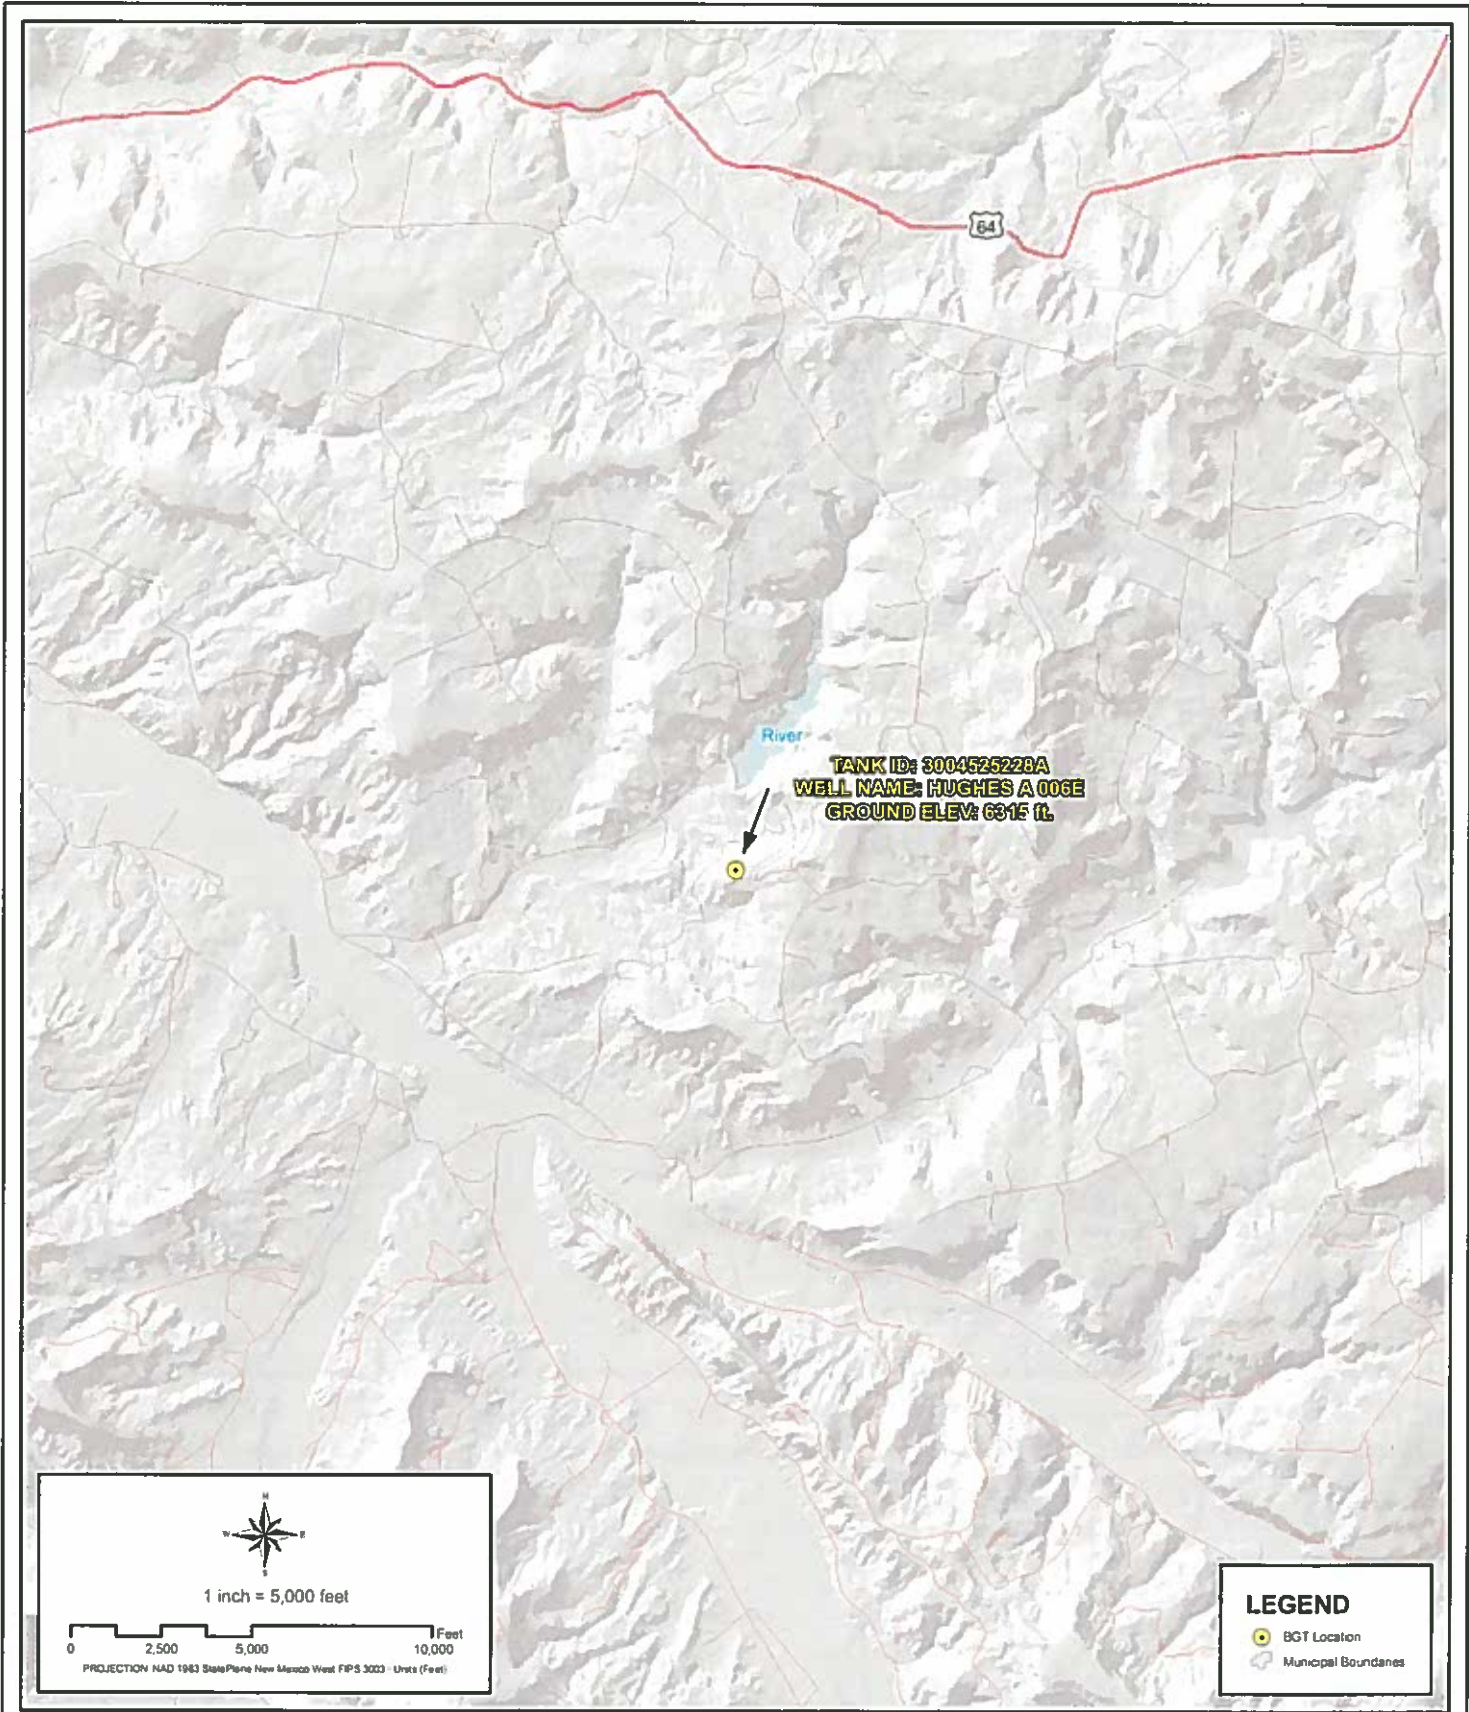 64
River
TANK ID: 3004525228A
WELL NAME: HUGHES A 006E
GROUND ELEV: 6315 ft.
N
W E
S
1 inch = 5,000 feet
Feet
0 2,500 5,000 10,000
PROJECTION NAD 1983 StatePlane New Mexico West FIPS 3003 - Units (Feet)
LEGEND
BGT Location
Municipal Boundaries